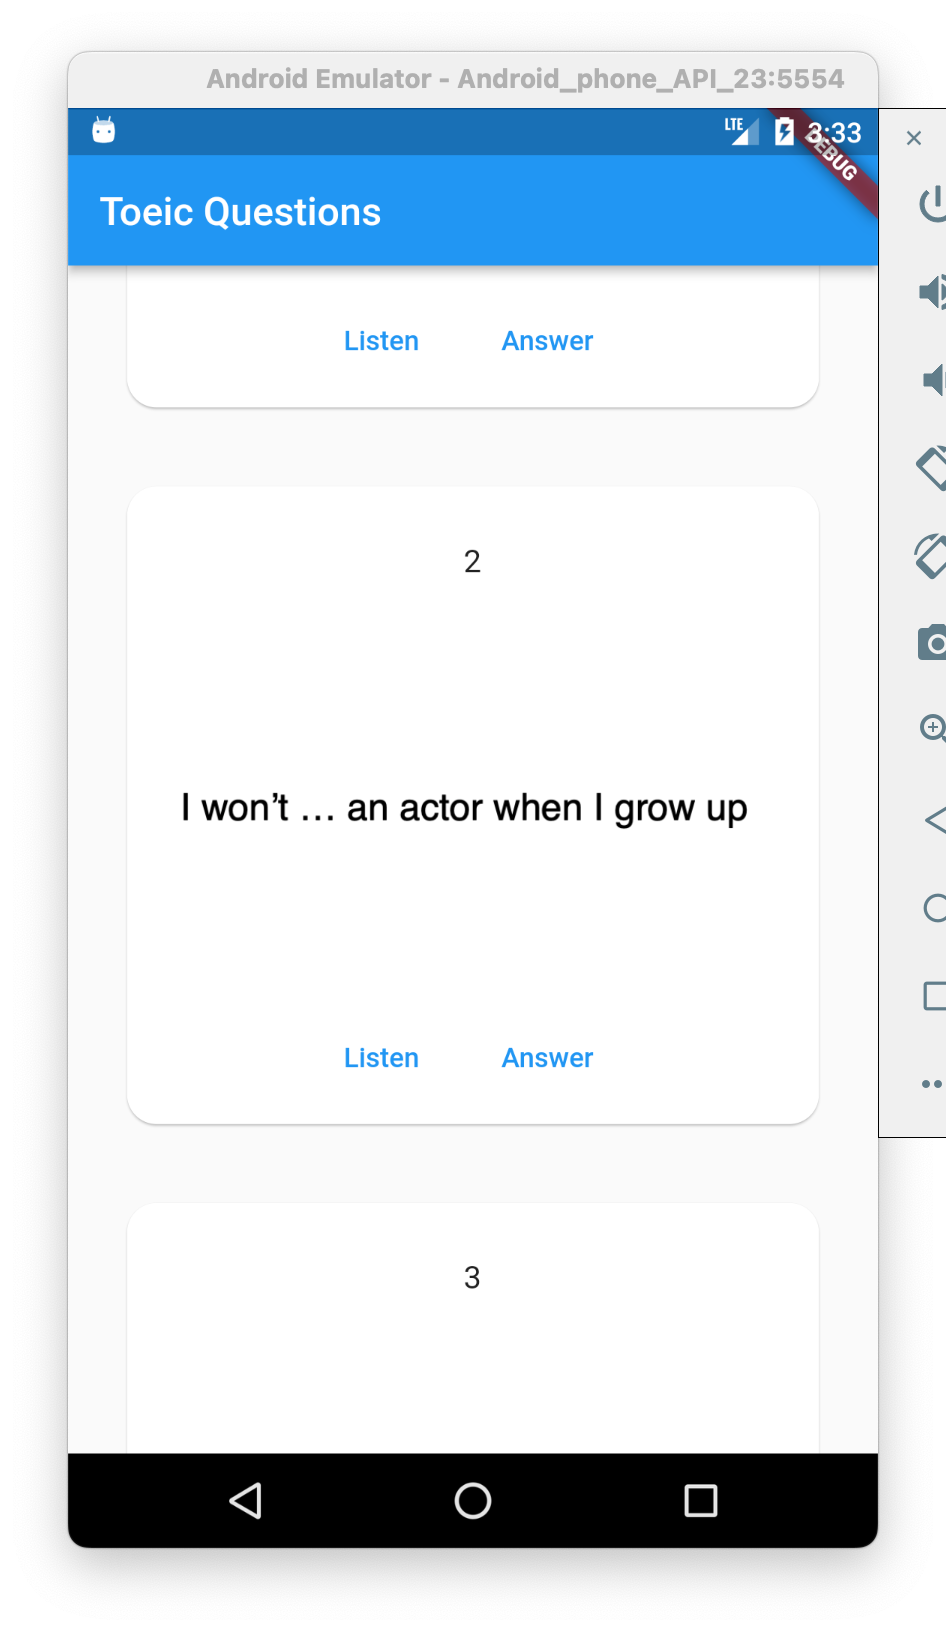 Android Emulator - Android_phone_API_23:5554
LTE 3:33
DEBUG
Toeic Questions
Listen Answer
2
I won’t ... an actor when I grow up
Listen Answer
3